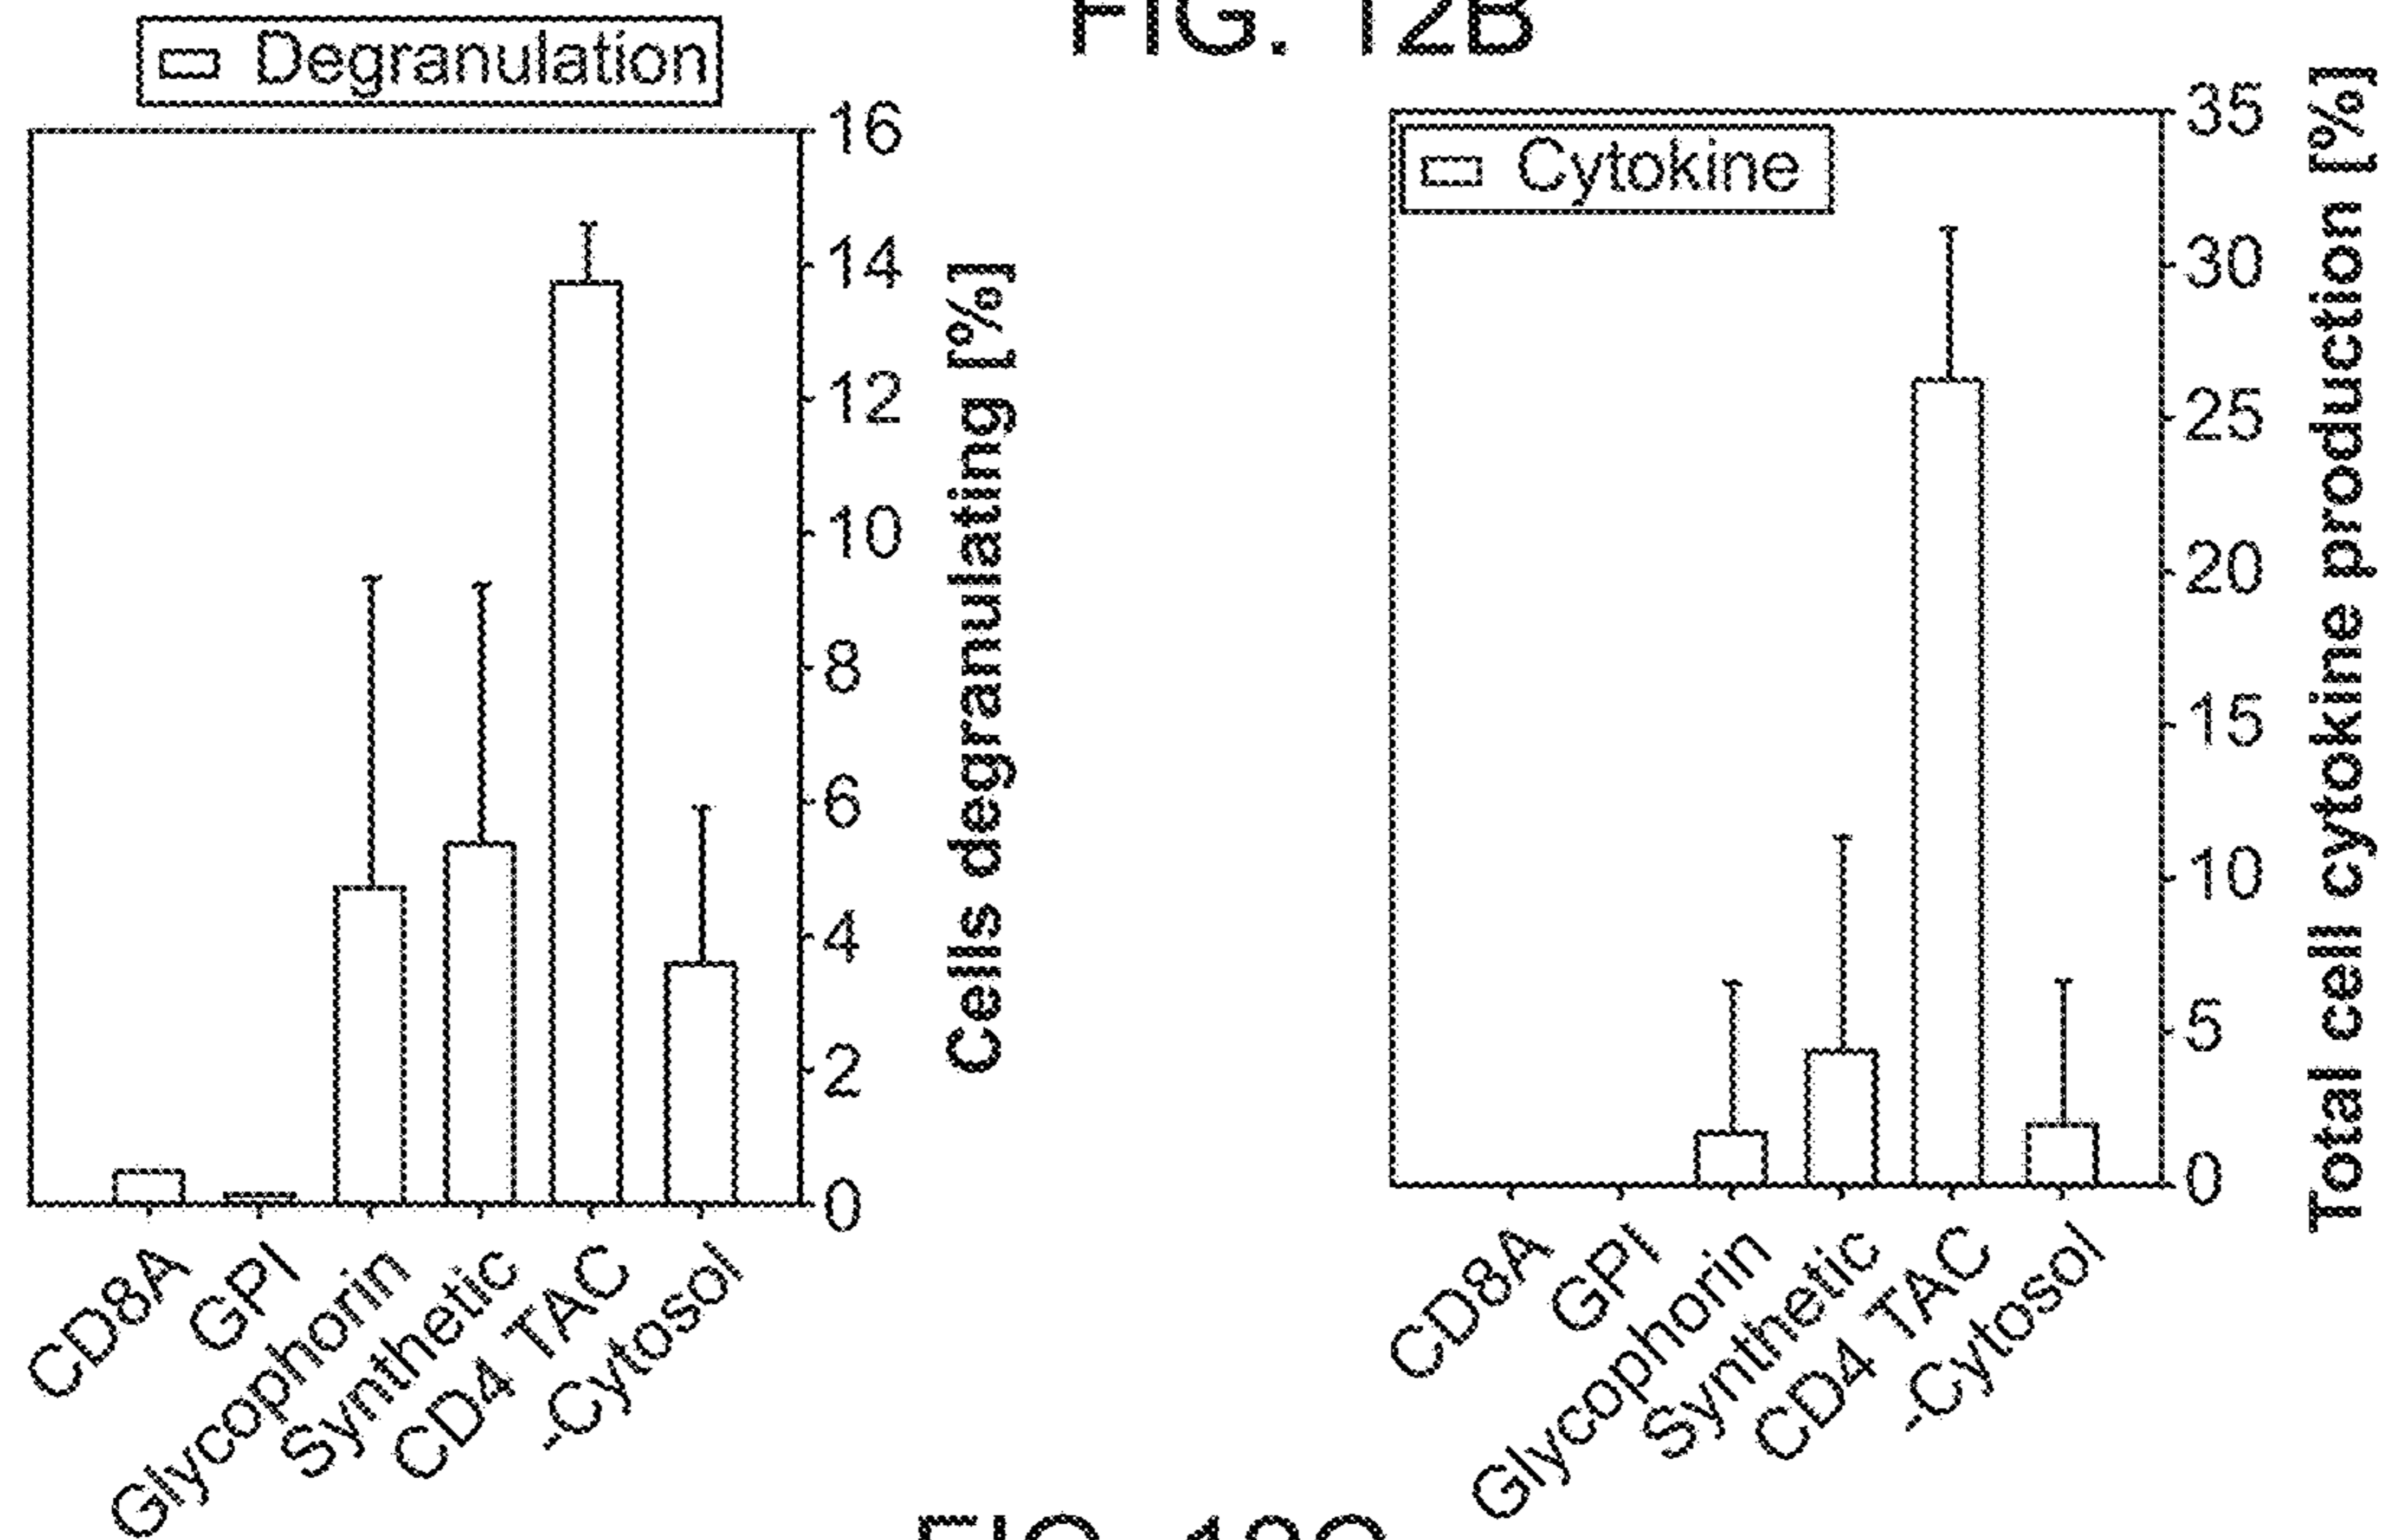 FIG. 12B
Degranulation
16
14
12
10
8
6
4
2
0
Cells degranulating [%]
CD8A
GPI
Glycophorin
Synthetic
CD4 TAC
-Cytosol
Cytokine
35
30
25
20
15
10
5
0
Total cell cytokine production [%]
CD8A
GPI
Glycophorin
Synthetic
CD4 TAC
-Cytosol